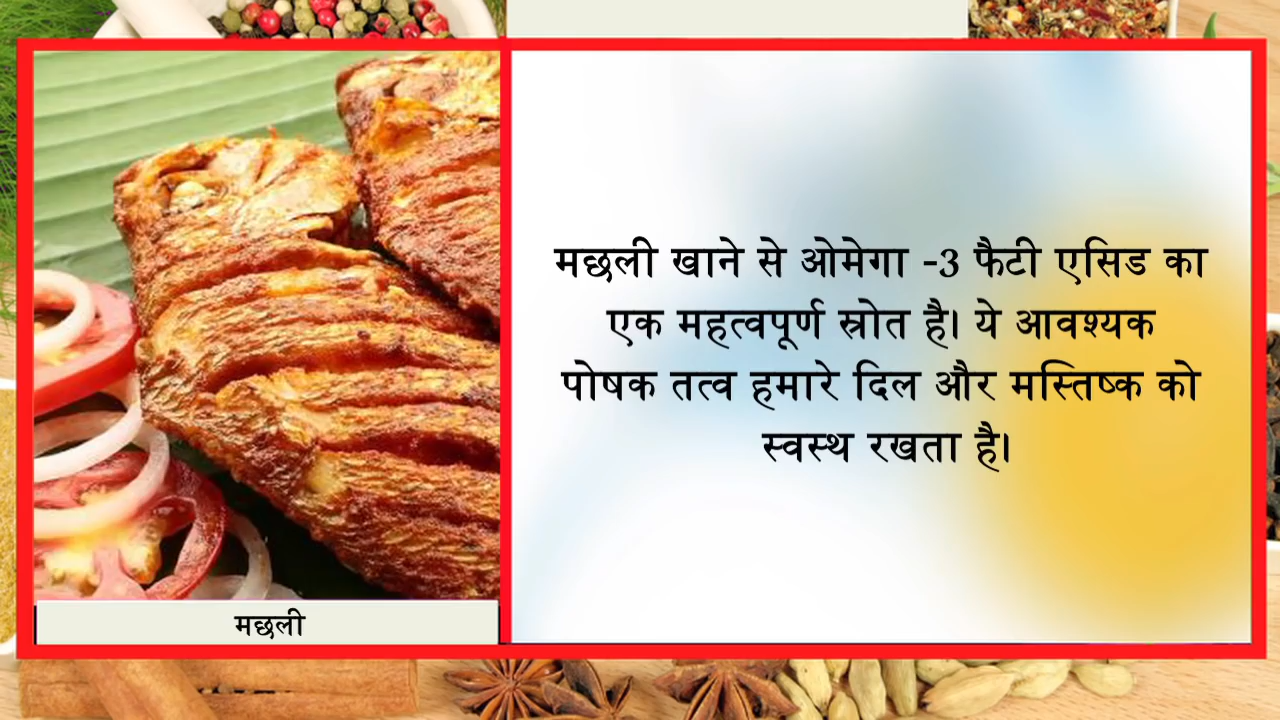 मछली खाने से ओमेगा -3 फैटी एसिड का
एक महत्वपूर्ण स्रोत है। ये आवश्यक
पोषक तत्व हमारे दिल और मस्तिष्क को
स्वस्थ रखता है।
मछली